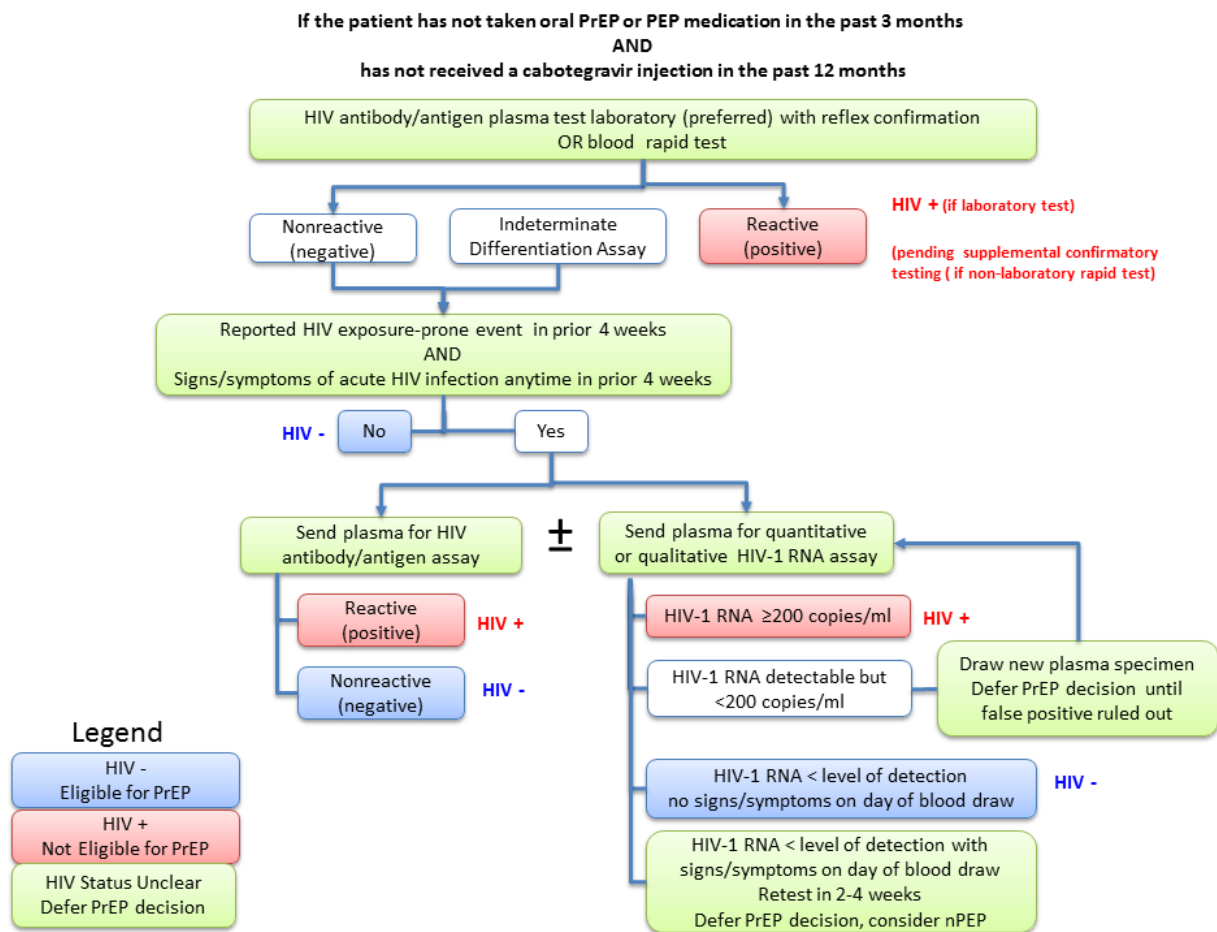 If the patient has not taken oral PrEP or PEP medication in the past 3 months
AND
has not received a cabotegravir injection in the past 12 months
HIV antibody/antigen plasma test laboratory (preferred) with reflex confirmation
OR blood rapid test
Nonreactive
(negative)
Indeterminate
Differentiation Assay
Reactive
(positive)
HIV + (if laboratory test)
(pending supplemental confirmatory
testing ( if non-laboratory rapid test)
Reported HIV exposure-prone event in prior 4 weeks
AND
Signs/symptoms of acute HIV infection anytime in prior 4 weeks
HIV -
No
Yes
Send plasma for HIV
antibody/antigen assay
±
Send plasma for quantitative
or qualitative HIV-1 RNA assay
Reactive
(positive)
HIV +
Nonreactive
(negative)
HIV -
HIV-1 RNA ≥200 copies/ml
HIV +
HIV-1 RNA detectable but
<200 copies/ml
Draw new plasma specimen
Defer PrEP decision until
false positive ruled out
HIV-1 RNA < level of detection
no signs/symptoms on day of blood draw
HIV -
HIV-1 RNA < level of detection with
signs/symptoms on day of blood draw
Retest in 2-4 weeks
Defer PrEP decision, consider nPEP
Legend
HIV -
Eligible for PrEP
HIV +
Not Eligible for PrEP
HIV Status Unclear
Defer PrEP decision